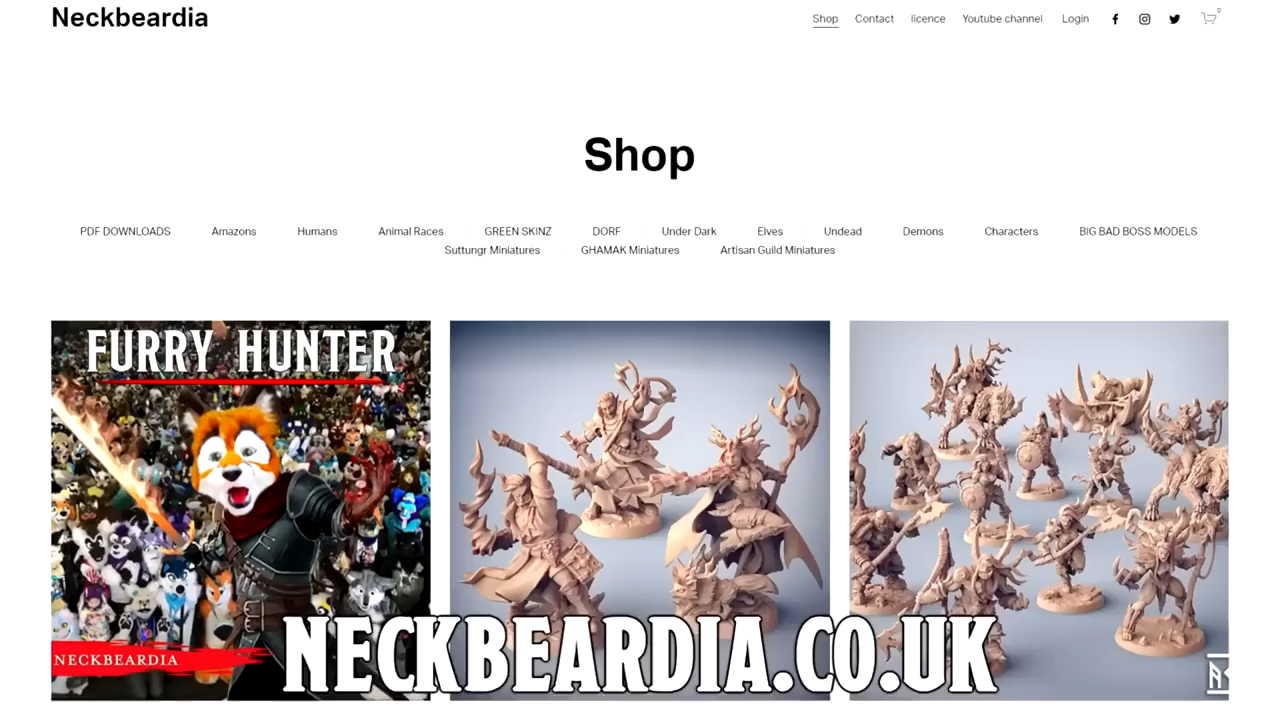 Neckbeardia
Shop Contact licence Youtube channel Login
0
Shop
PDF DOWNLOADS Amazons Humans Animal Races GREEN SKINZ DORF Under Dark Elves Undead Demons Characters BIG BAD BOSS MODELS
Suttungr Miniatures GHAMAK Miniatures Artisan Guild Miniatures
FURRY HUNTER
NECKBEARDIA
NECKBEARDIA.CO.UK